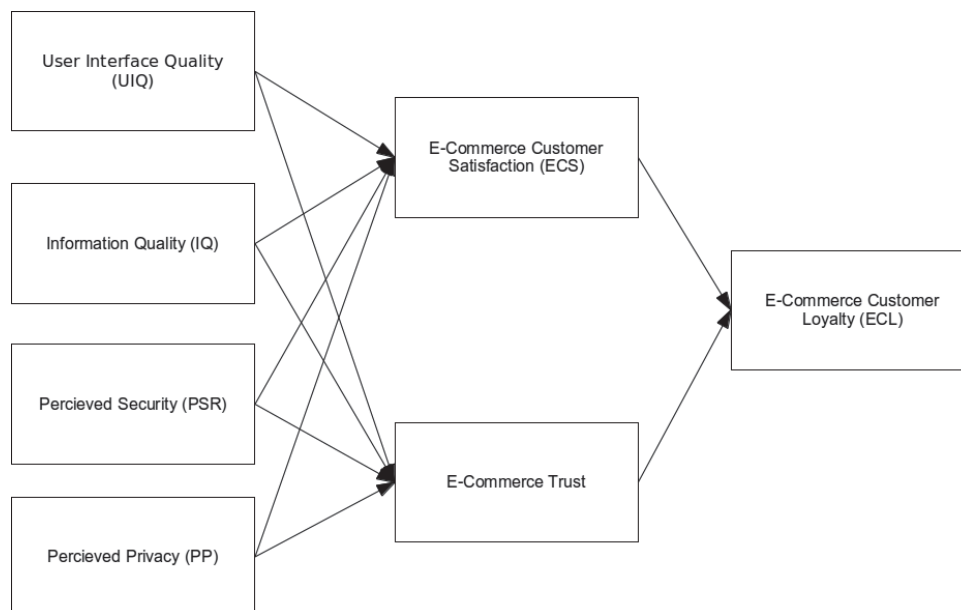 User Interface Quality
(UIQ)
Information Quality (IQ)
Percieved Security (PSR)
Percieved Privacy (PP)
E-Commerce Customer
Satisfaction (ECS)
E-Commerce Trust
E-Commerce Customer
Loyalty (ECL)